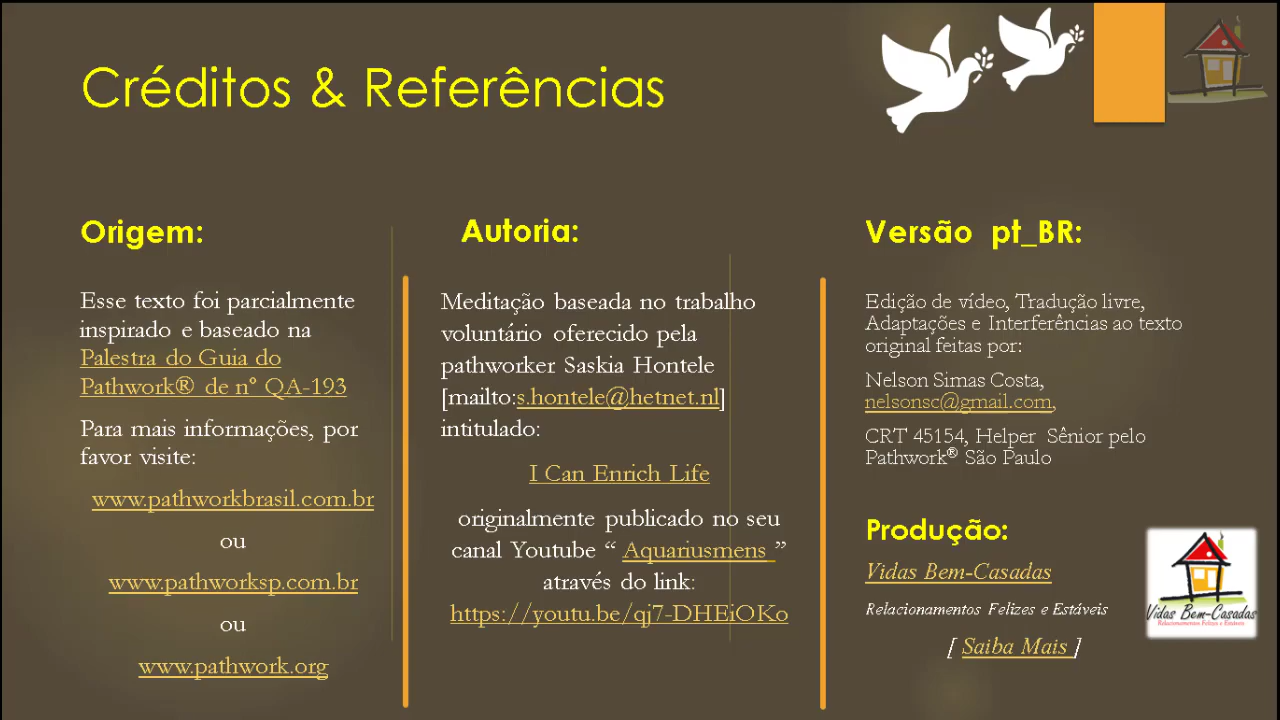 Créditos & Referências
Origem:
Esse texto foi parcialmente
inspirado e baseado na
Palestra do Guia do
Pathwork® de nº QA-193
Para mais informações, por
favor visite:
www.pathworkbrasil.com.br
ou
www.pathworksp.com.br
ou
www.pathwork.org
Autoria:
Meditação baseada no trabalho
voluntário oferecido pela
pathworker Saskia Hontele
[mailto:s.hontele@hetnet.nl]
intitulado:
I Can Enrich Life
originalmente publicado no seu
canal Youtube “ Aquariusmens ”
através do link:
https://youtu.be/qj7-DHEiOKo
Versão pt_BR:
Edição de vídeo, Tradução livre,
Adaptações e Interferências ao texto
original feitas por:
Nelson Simas Costa,
nelsonsc@gmail.com,
CRT 45154, Helper Sênior pelo
Pathwork® São Paulo
Produção:
Vidas Bem-Casadas
Relacionamentos Felizes e Estáveis
[ Saiba Mais ]
Vidas Bem-Casadas
Relacionamentos Felizes e Estáveis